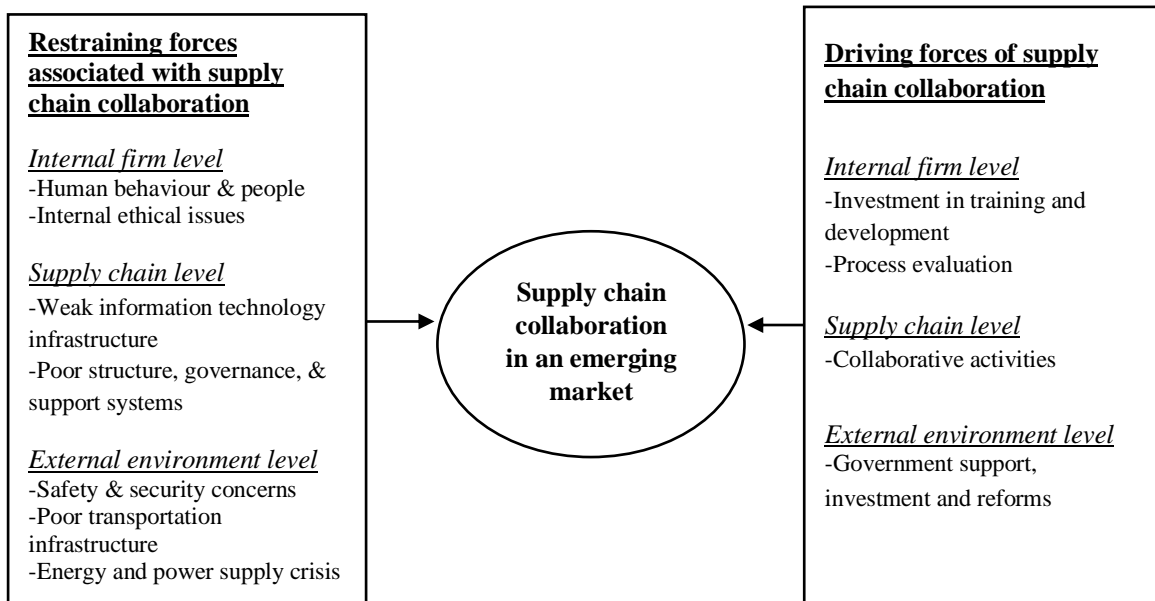 Restraining forces
associated with supply
chain collaboration
Internal firm level
-Human behaviour & people
-Internal ethical issues
Supply chain level
-Weak information technology
infrastructure
-Poor structure, governance, &
support systems
External environment level
-Safety & security concerns
-Poor transportation
infrastructure
-Energy and power supply crisis
Supply chain
collaboration
in an emerging
market
Driving forces of supply
chain collaboration
Internal firm level
-Investment in training and
development
-Process evaluation
Supply chain level
-Collaborative activities
External environment level
-Government support,
investment and reforms